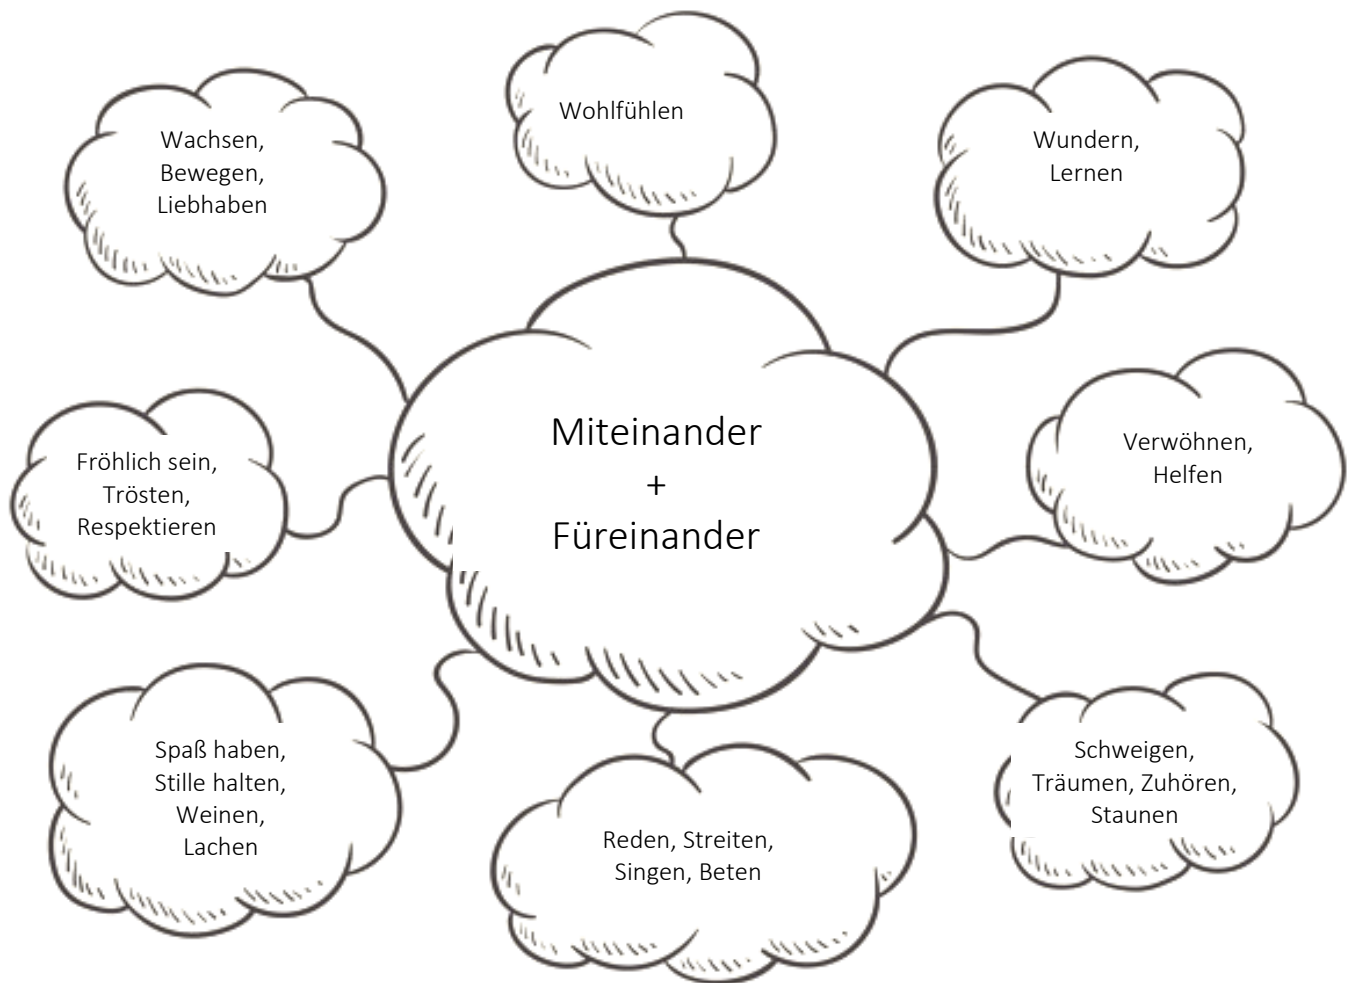 Wohlfühlen
Wachsen,
Bewegen,
Liebhaben
Wundern,
Lernen
Miteinander
+
Füreinander
Verwöhnen,
Helfen
Fröhlich sein,
Trösten,
Respektieren
Spaß haben,
Stille halten,
Weinen,
Lachen
Schweigen,
Träumen, Zuhören,
Staunen
Reden, Streiten,
Singen, Beten